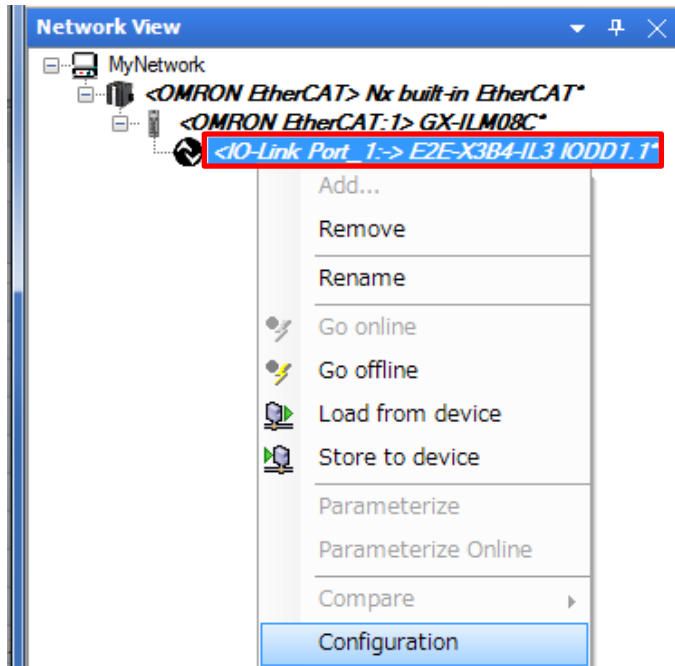 Network View
MyNetwork
<OMRON EtherCAT> Nx built-in EtherCAT*
<OMRON EtherCAT:1> GX-ILM08C*
<IO-Link Port_1:-> E2E-X3B4-IL3 IODD1.1*
Add...
Remove
Rename
Go online
Go offline
Load from device
Store to device
Parameterize
Parameterize Online
Compare
Configuration